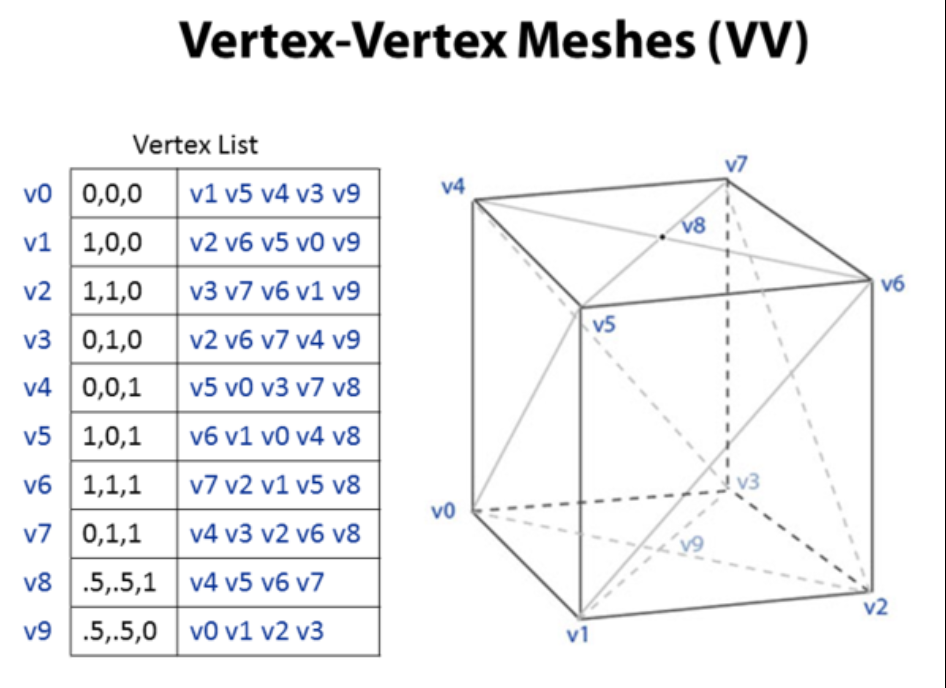 Vertex-Vertex Meshes (VV)
Vertex List
v0 0,0,0 v1 v5 v4 v3 v9
v1 1,0,0 v2 v6 v5 v0 v9
v2 1,1,0 v3 v7 v6 v1 v9
v3 0,1,0 v2 v6 v7 v4 v9
v4 0,0,1 v5 v0 v3 v7 v8
v5 1,0,1 v6 v1 v0 v4 v8
v6 1,1,1 v7 v2 v1 v5 v8
v7 0,1,1 v4 v3 v2 v6 v8
v8 .5,.5,1 v4 v5 v6 v7
v9 .5,.5,0 v0 v1 v2 v3
v7
v4
v8
v6
v5
v3
v0
v9
v2
v1